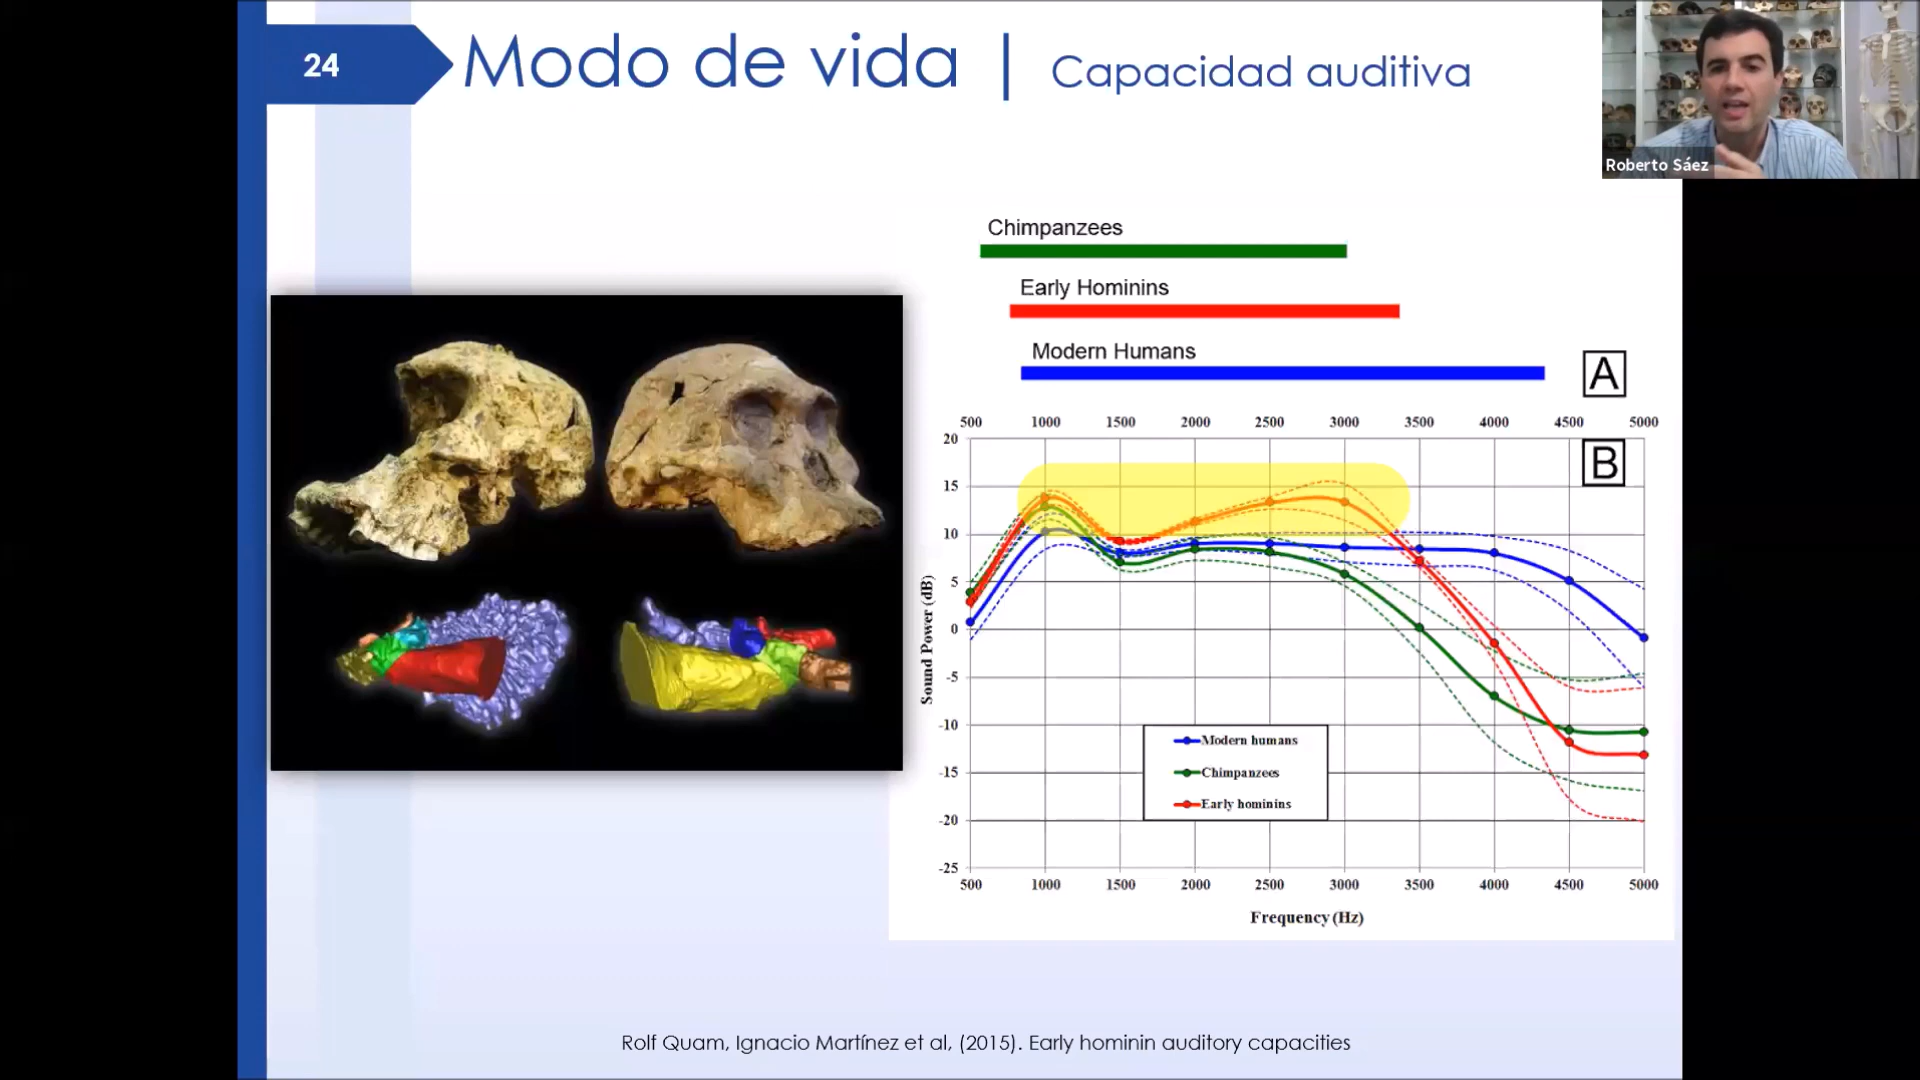 24
Modo de vida | Capacidad auditiva
Roberto Sáez
Chimpanzees
Early Hominins
Modern Humans
A
500 1000 1500 2000 2500 3000 3500 4000 4500 5000
B
20
15
10
5
0
-5
-10
-15
-20
-25
Sound Power (dB)
Modern humans
Chimpanzees
Early hominins
500 1000 1500 2000 2500 3000 3500 4000 4500 5000
Frequency (Hz)
Rolf Quam, Ignacio Martínez et al, (2015). Early hominin auditory capacities